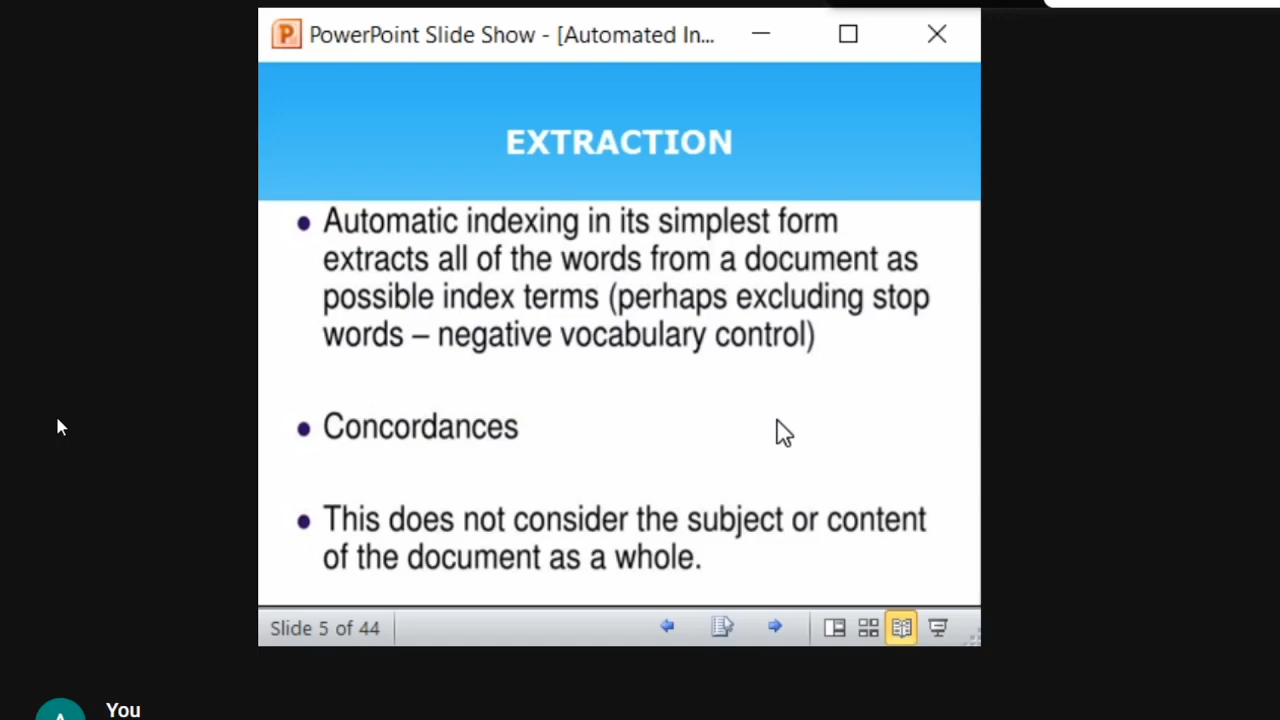 PowerPoint Slide Show - [Automated In...
EXTRACTION
• Automatic indexing in its simplest form
extracts all of the words from a document as
possible index terms (perhaps excluding stop
words – negative vocabulary control)
• Concordances
• This does not consider the subject or content
of the document as a whole.
Slide 5 of 44
You